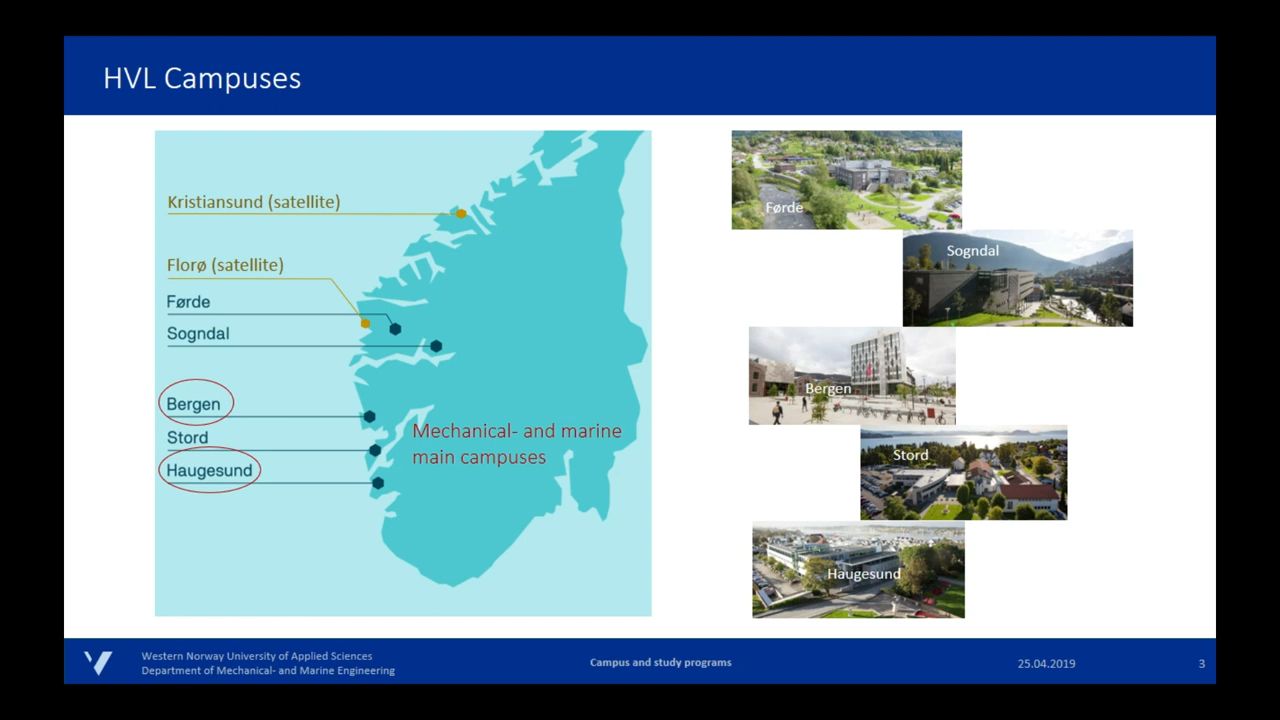 HVL Campuses
Kristiansund (satellite)
Florø (satellite)
Førde
Sogndal
Bergen
Stord
Haugesund
Mechanical- and marine
main campuses
Førde
Sogndal
Bergen
Stord
Haugesund
Western Norway University of Applied Sciences
Department of Mechanical- and Marine Engineering
Campus and study programs
25.04.2019
3